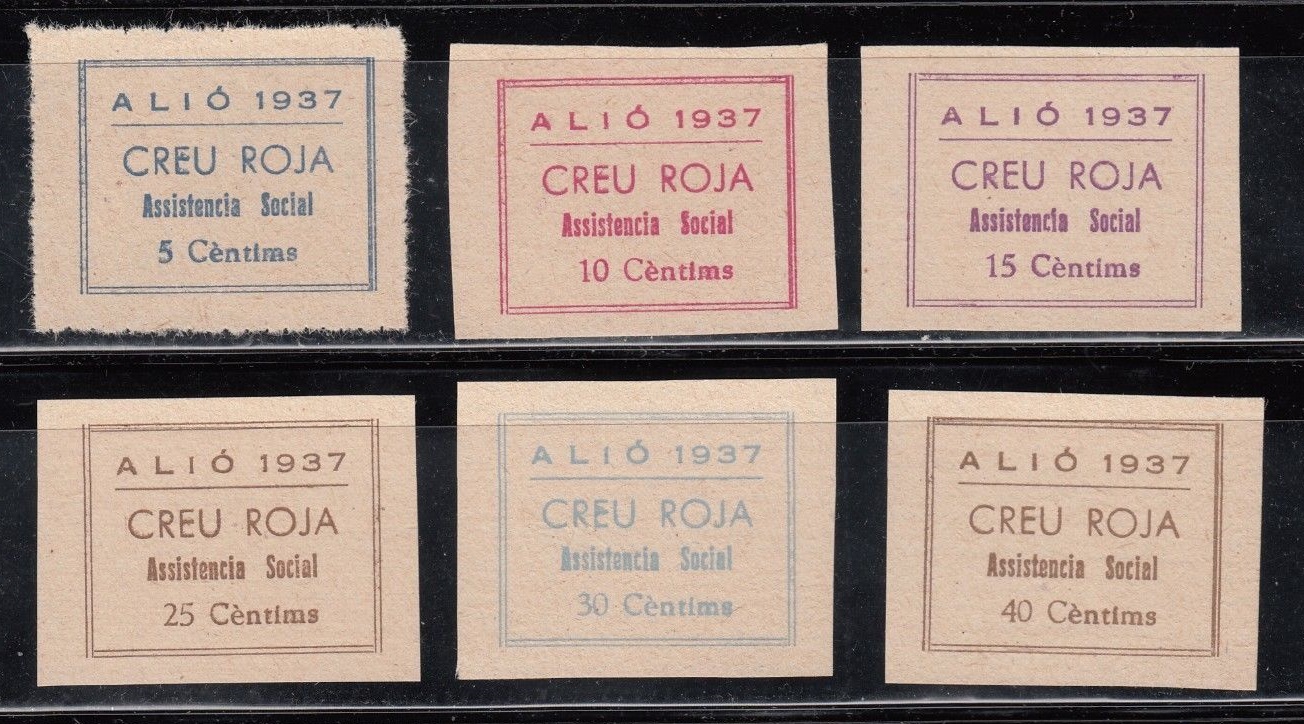 ALIÓ 1937
CREU ROJA
Assistencia Social
5 Cèntims
ALIÓ 1937
CREU ROJA
Assistencia Social
10 Cèntims
ALIÓ 1937
CREU ROJA
Assistencia Social
15 Cèntims
ALIÓ 1937
CREU ROJA
Assistencia Social
25 Cèntims
ALIÓ 1937
CREU ROJA
Assistencia Social
30 Cèntims
ALIÓ 1937
CREU ROJA
Assistencia Social
40 Cèntims